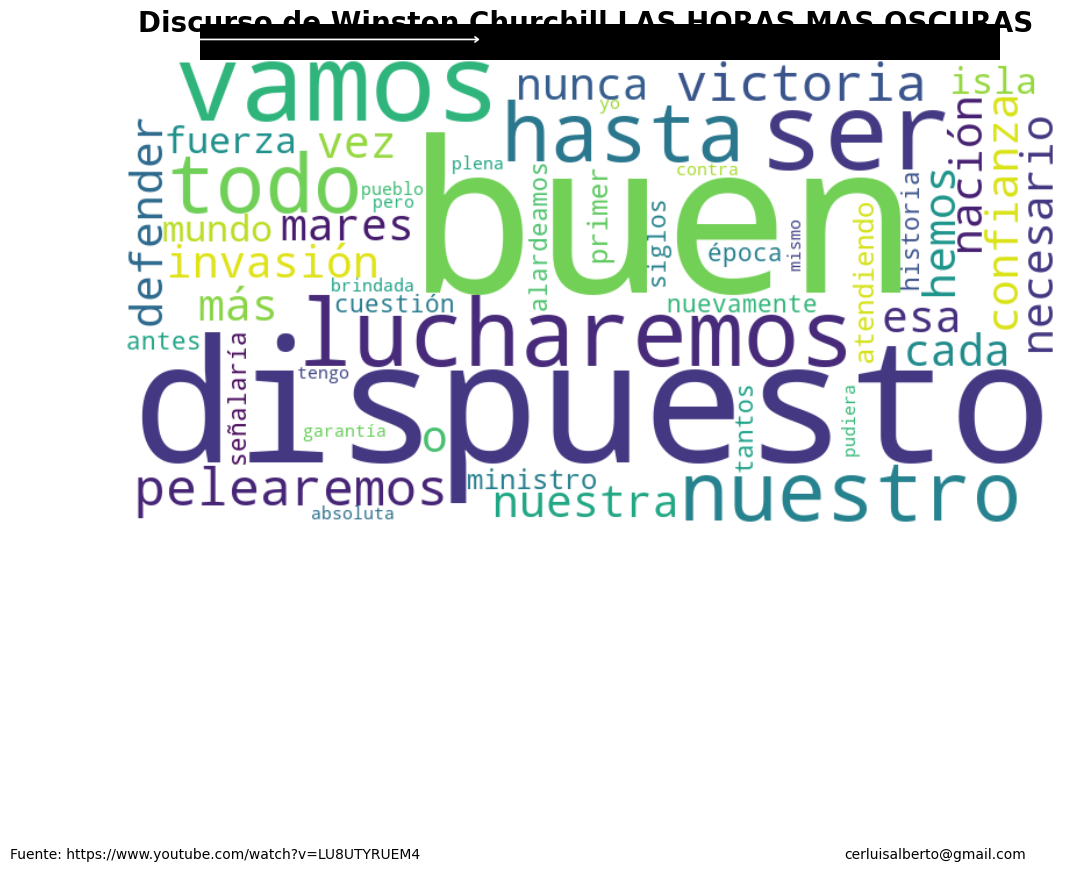 Discurso de Winston Churchill LAS HORAS MAS OSCURAS
vamos
nunca
victoria
isla
yo
hasta
ser
nación
confianza
necesario
defender
fuerza
vez
todo
plena
buen
contra
pueblo
pero
alardeamos
primer
siglos
época
mismo
atendiendo
historia
hemos
mundo
mares
invasión
brindada
más
cuestión
nuevamente
lucharemos
esa
cada
antes
señalaría
tengo
dispuesto
garantía
o
tantos
pudiera
pelearemos
ministro
nuestra
nuestro
absoluta
Fuente: https://www.youtube.com/watch?v=LU8UTYRUEM4
cerluisalberto@gmail.com